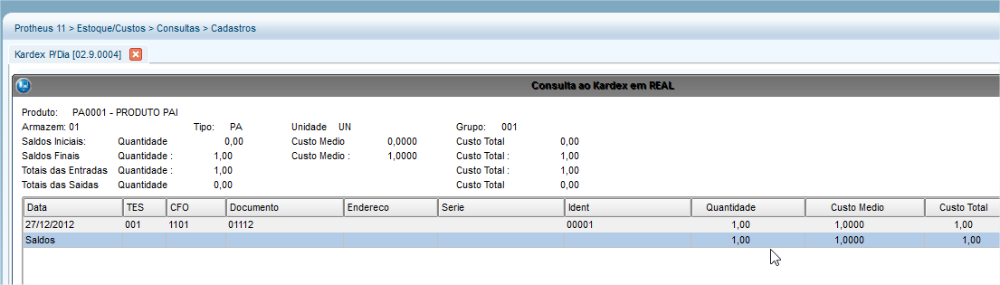 Protheus 11 > Estoque/Custos > Consultas > Cadastros
Kardex P/Dia [02.9.0004]
Consulta ao Kardex em REAL
Produto: PA0001 - PRODUTO PAI
Armazem: 01 Tipo: PA Unidade UN Grupo: 001
Saldos Iniciais: Quantidade 0,00 Custo Medio 0,0000 Custo Total 0,00
Saldos Finais Quantidade : 1,00 Custo Medio : 1,0000 Custo Total : 1,00
Totais das Entradas Quantidade : 1,00 Custo Total : 1,00
Totais das Saidas Quantidade 0,00 Custo Total 0,00
Data TES CFO Documento Endereco Serie Ident Quantidade Custo Medio Custo Total
27/12/2012 001 1101 01112 00001 1,00 1,0000 1,00
Saldos 1,00 1,0000 1,00